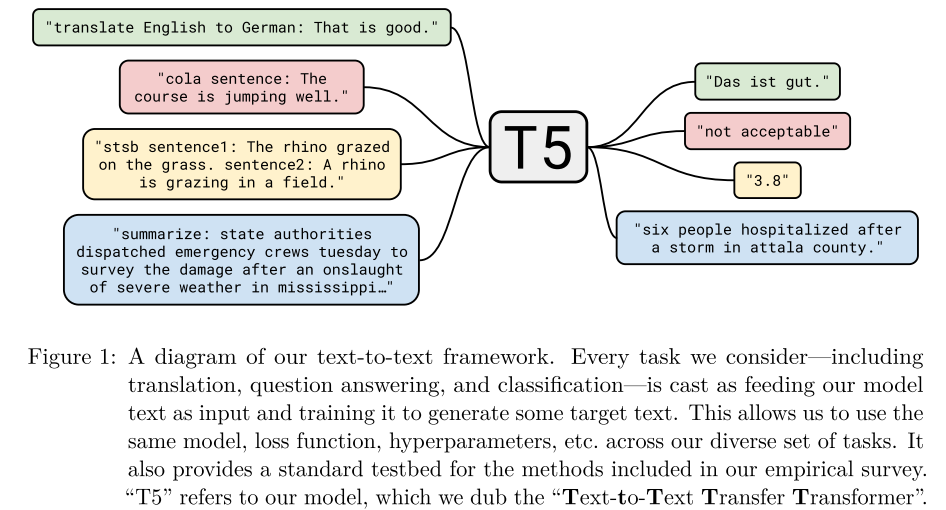 "translate English to German: That is good."
"cola sentence: The
course is jumping well."
"stsb sentence1: The rhino grazed
on the grass. sentence2: A rhino
is grazing in a field."
"summarize: state authorities
dispatched emergency crews tuesday to
survey the damage after an onslaught
of severe weather in mississippi…"
T5
"Das ist gut."
"not acceptable"
"3.8"
"six people hospitalized after
a storm in attala county."
Figure 1: A diagram of our text-to-text framework. Every task we consider—including
translation, question answering, and classification—is cast as feeding our model
text as input and training it to generate some target text. This allows us to use the
same model, loss function, hyperparameters, etc. across our diverse set of tasks. It
also provides a standard testbed for the methods included in our empirical survey.
“T5” refers to our model, which we dub the “Text-to-Text Transfer Transformer”.